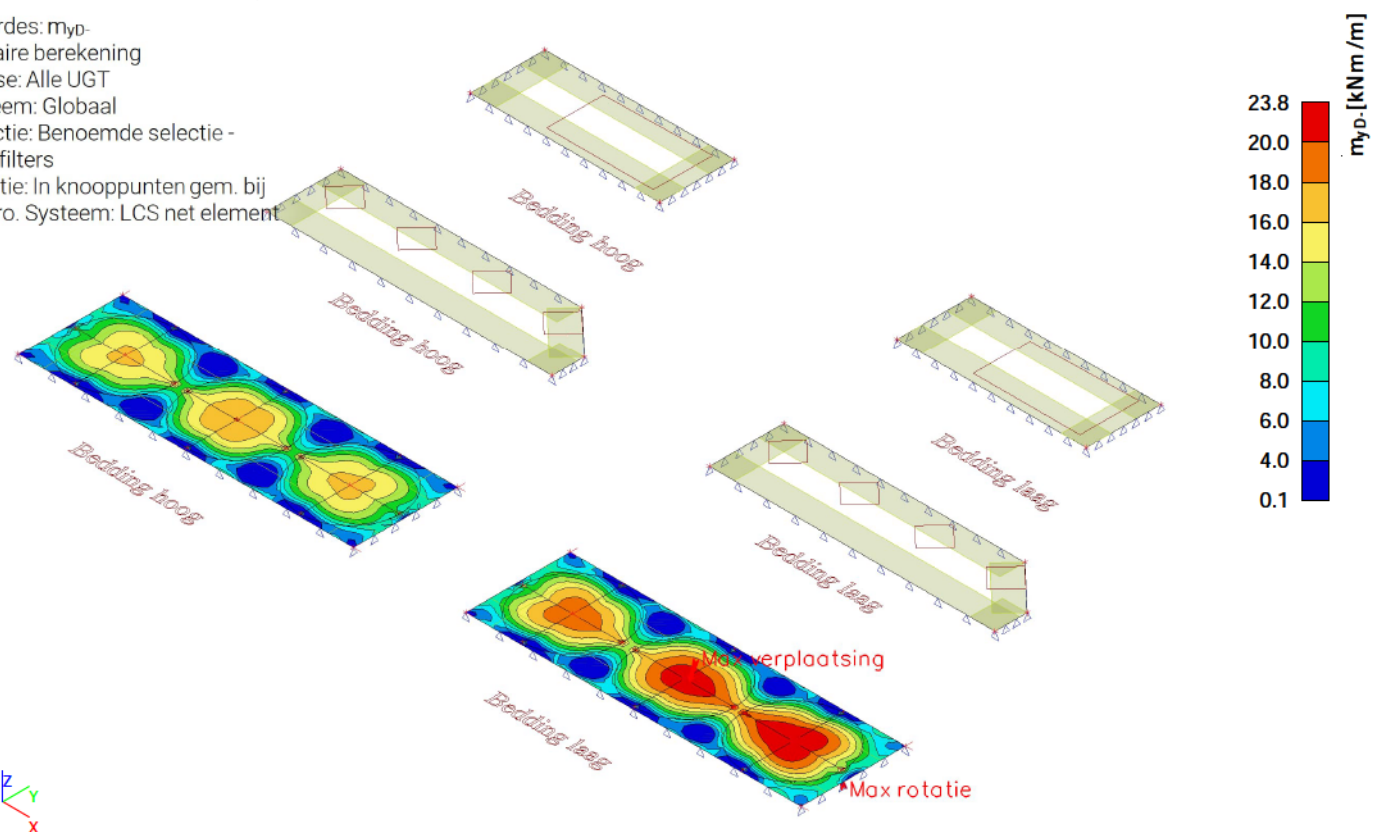 rdes: myD-
aire berekening
se: Alle UGT
eem: Globaal
ctie: Benoemde selectie -
filters
tie: In knooppunten gem. bij
ro. Systeem: LCS net element
Bedding hoog
Bedding hoog
Bedding hoog
Bedding laag
Bedding laag
Bedding laag
Max verplaatsing
Max rotatie
myD- [kNm/m]
23.8
20.0
18.0
16.0
14.0
12.0
10.0
8.0
6.0
4.0
0.1
Z
Y
X